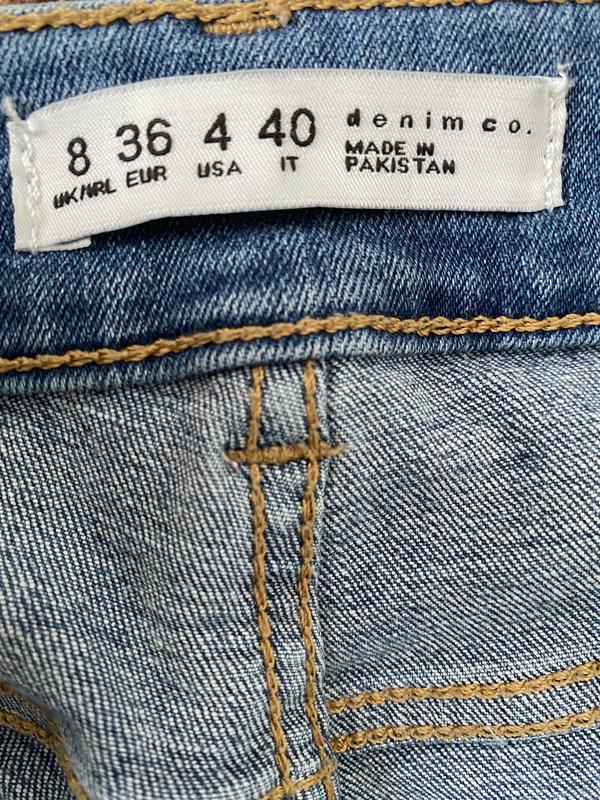 8 36 4 40 denim co.
UK/IRL EUR USA IT MADE IN
PAKISTAN